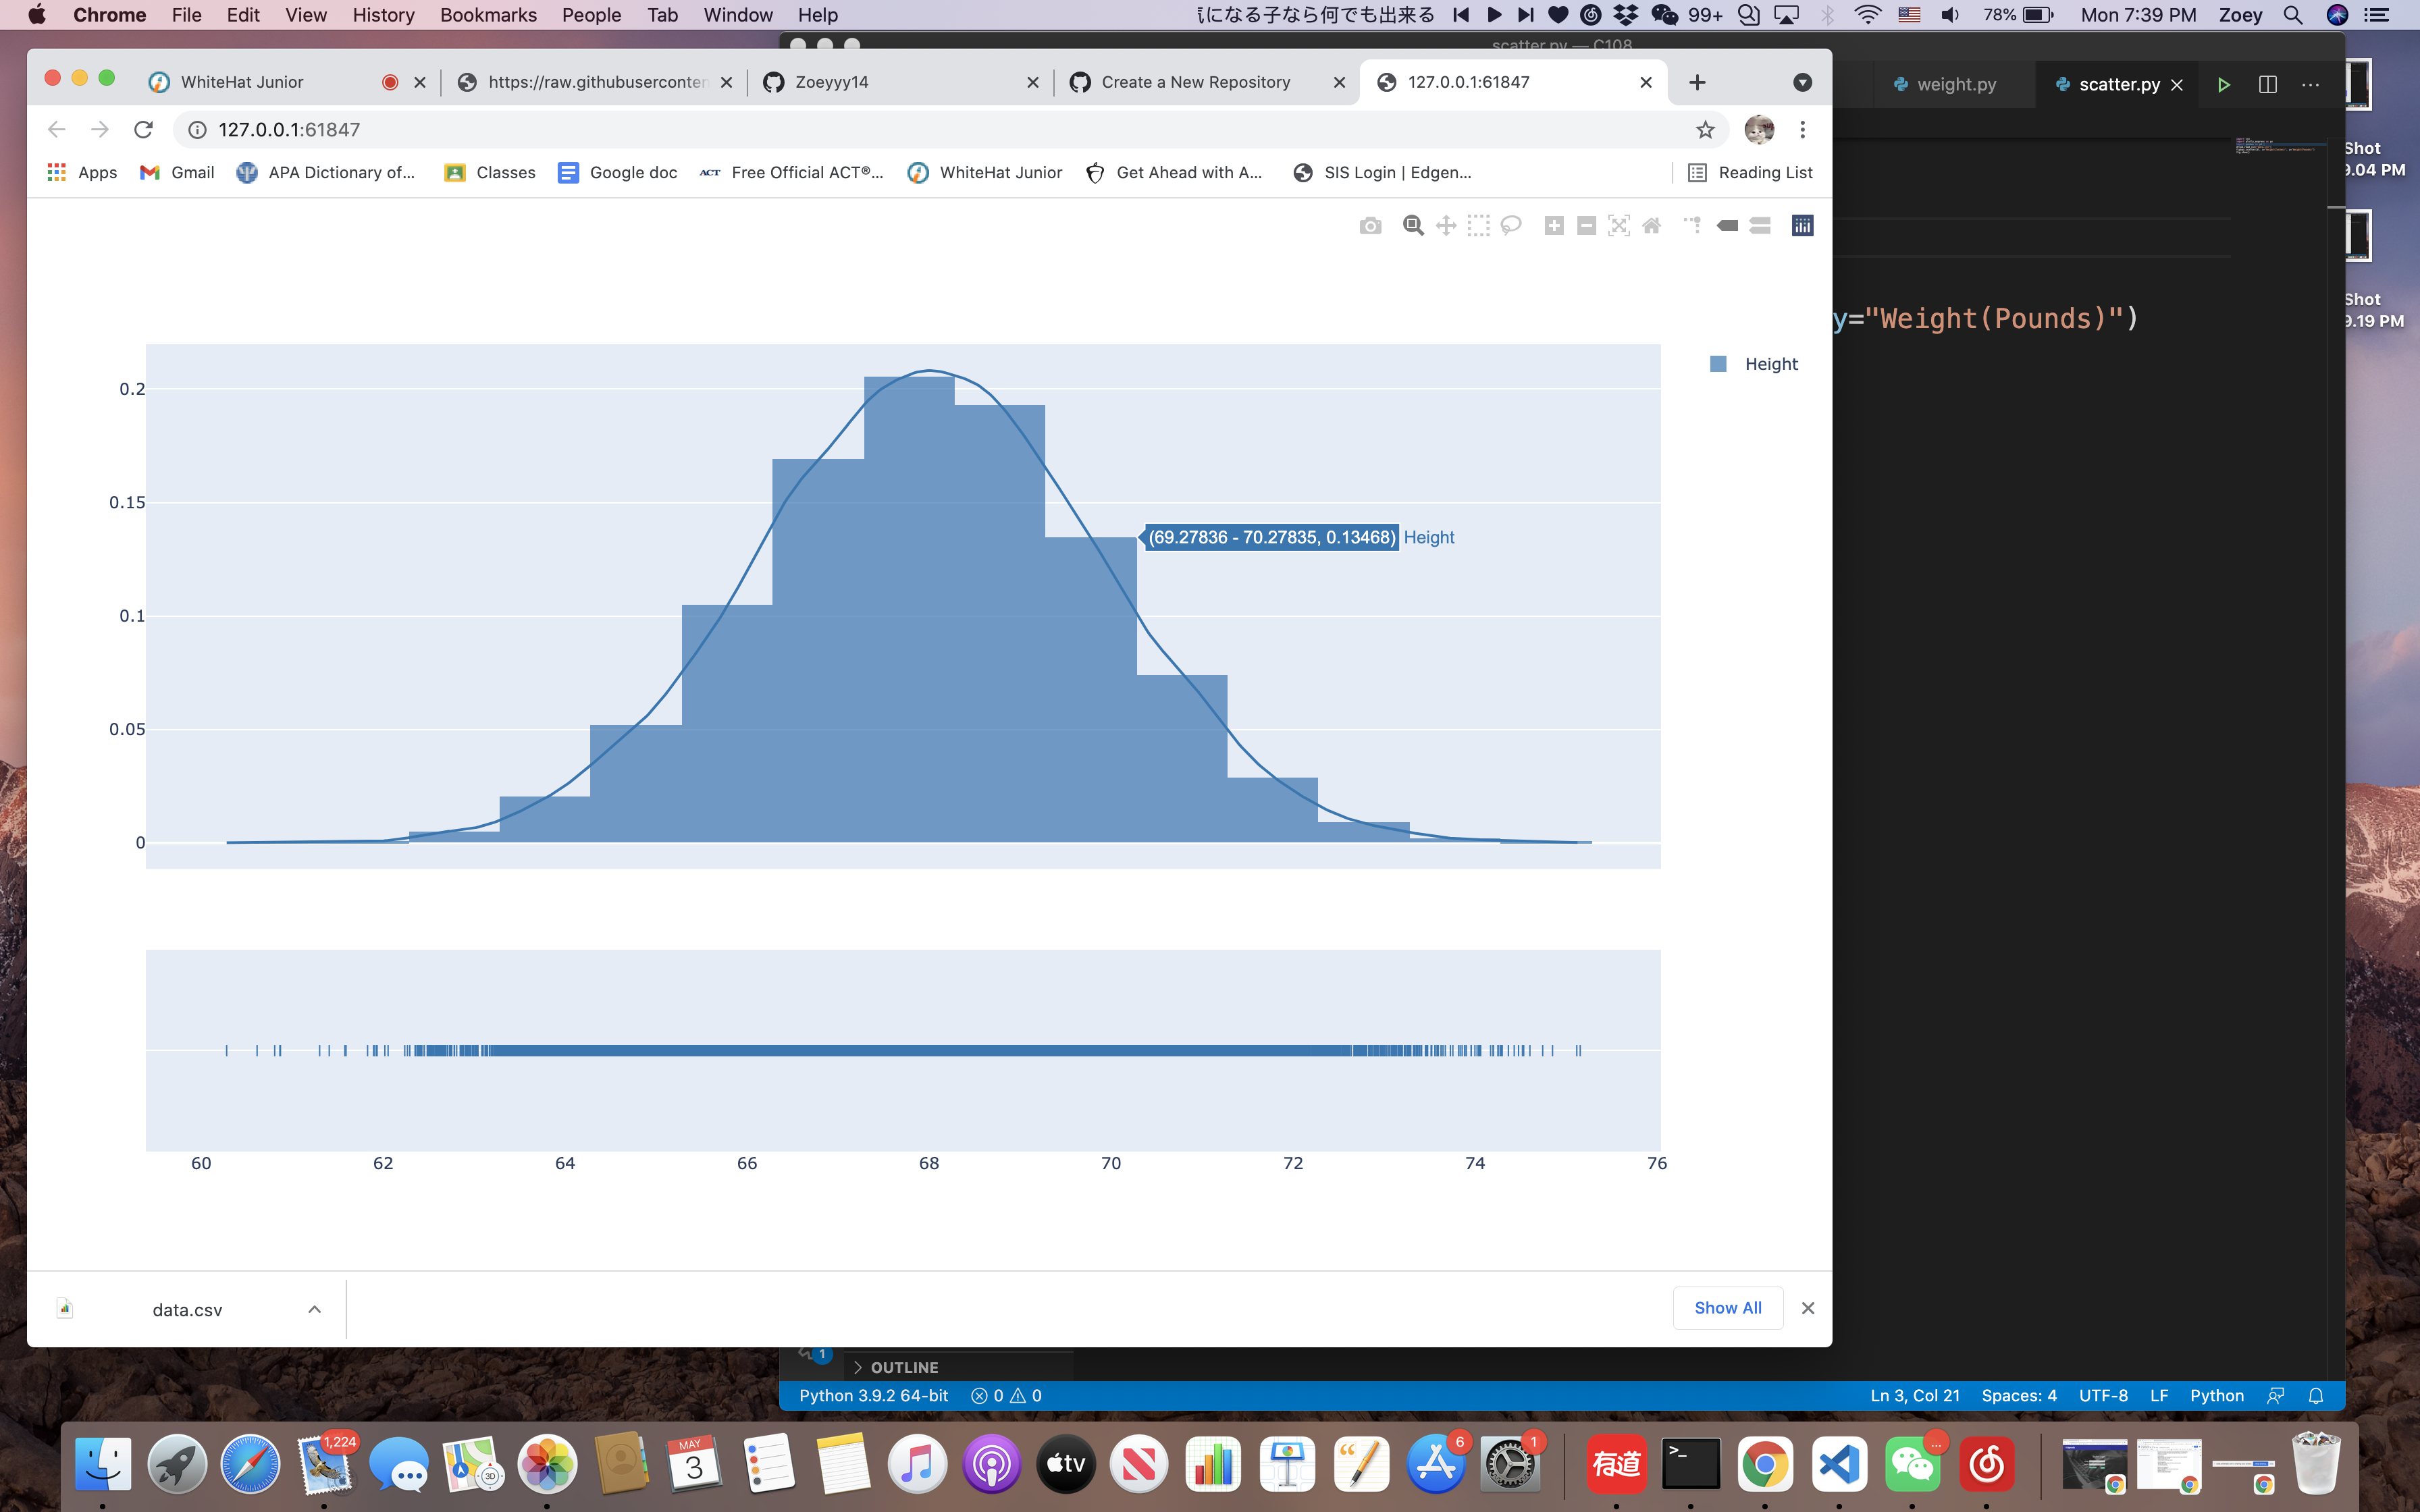 Chrome File Edit View History Bookmarks People Tab Window Help になる子なら何でも出来る 99+ 78% Mon 7:39 PM Zoey
scatter.py — C108
WhiteHat Junior https://raw.githubuserconten Zoeyyy14 Create a New Repository 127.0.0.1:61847
weight.py scatter.py
127.0.0.1:61847
Shot
9.04 PM
Apps Gmail APA Dictionary of... Classes Google doc ACT Free Official ACT®... WhiteHat Junior Get Ahead with A... SIS Login | Edgen... Reading List
Shot
9.19 PM
y="Weight(Pounds)")
Height
0.2
0.15
(69.27836 - 70.27835, 0.13468) Height
0.1
0.05
0
60 62 64 66 68 70 72 74 76
data.csv
Show All
1
OUTLINE
Python 3.9.2 64-bit 0 0 Ln 3, Col 21 Spaces: 4 UTF-8 LF Python
1,224
3D
MAY
3
tv
6
1
有道
>_
...